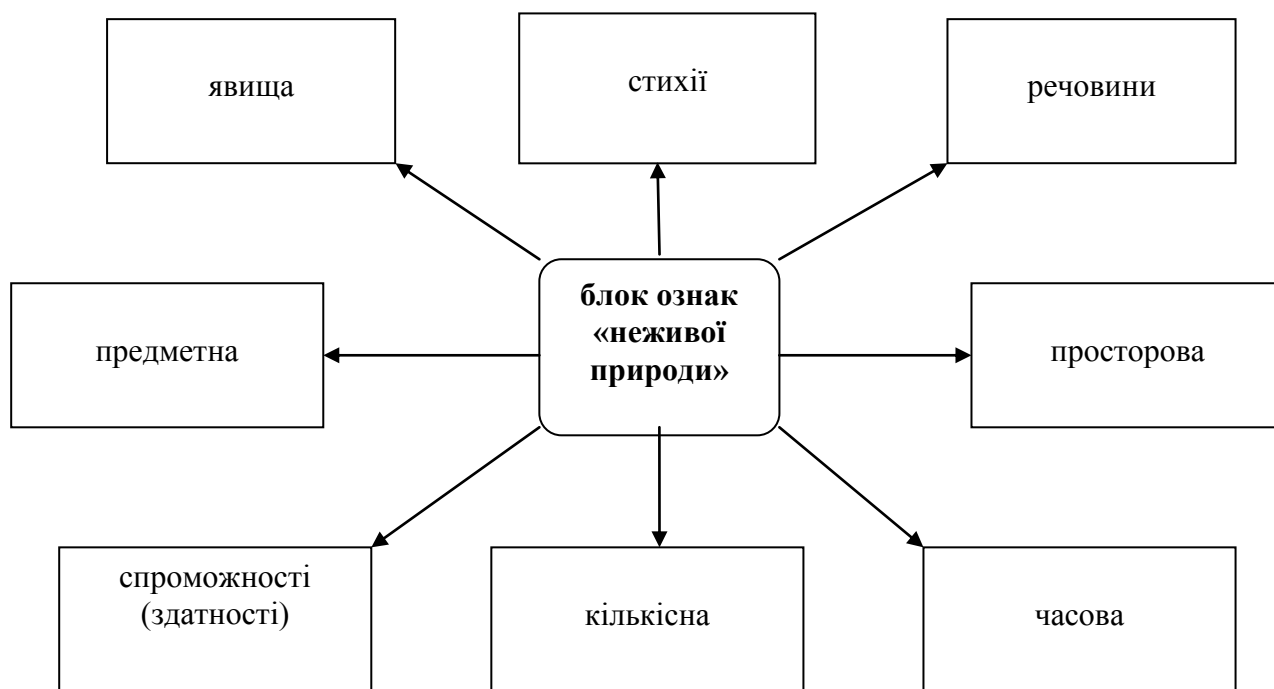 явища
стихії
речовини
блок ознак
«неживої
природи»
предметна
просторова
спроможності
(здатності)
кількісна
часова